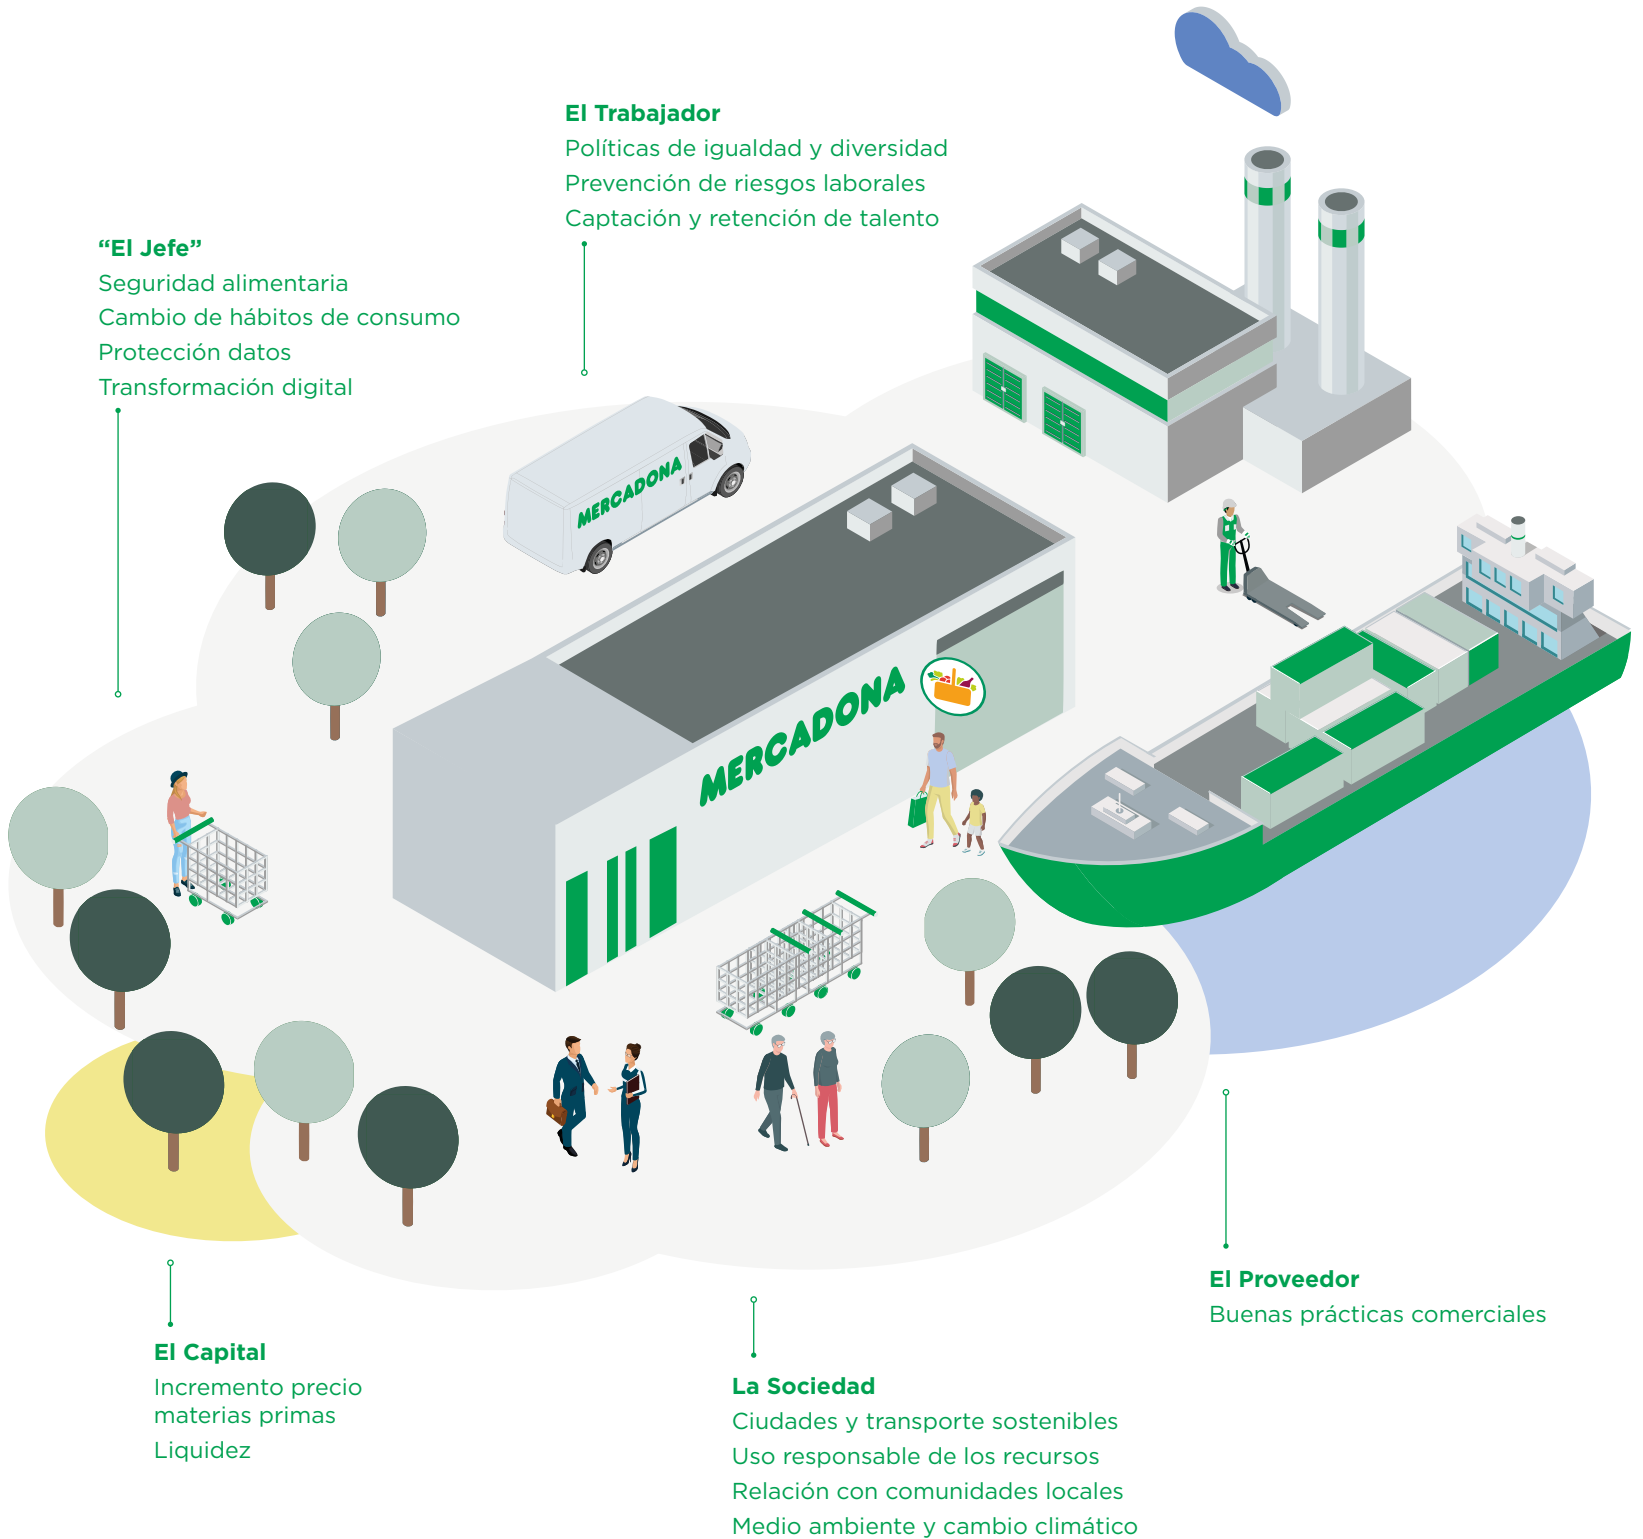 El Trabajador
Políticas de igualdad y diversidad
Prevención de riesgos laborales
Captación y retención de talento
“El Jefe”
Seguridad alimentaria
Cambio de hábitos de consumo
Protección datos
Transformación digital
MERCADONA
MERCADONA
El Proveedor
Buenas prácticas comerciales
El Capital
Incremento precio
materias primas
Liquidez
La Sociedad
Ciudades y transporte sostenibles
Uso responsable de los recursos
Relación con comunidades locales
Medio ambiente y cambio climático